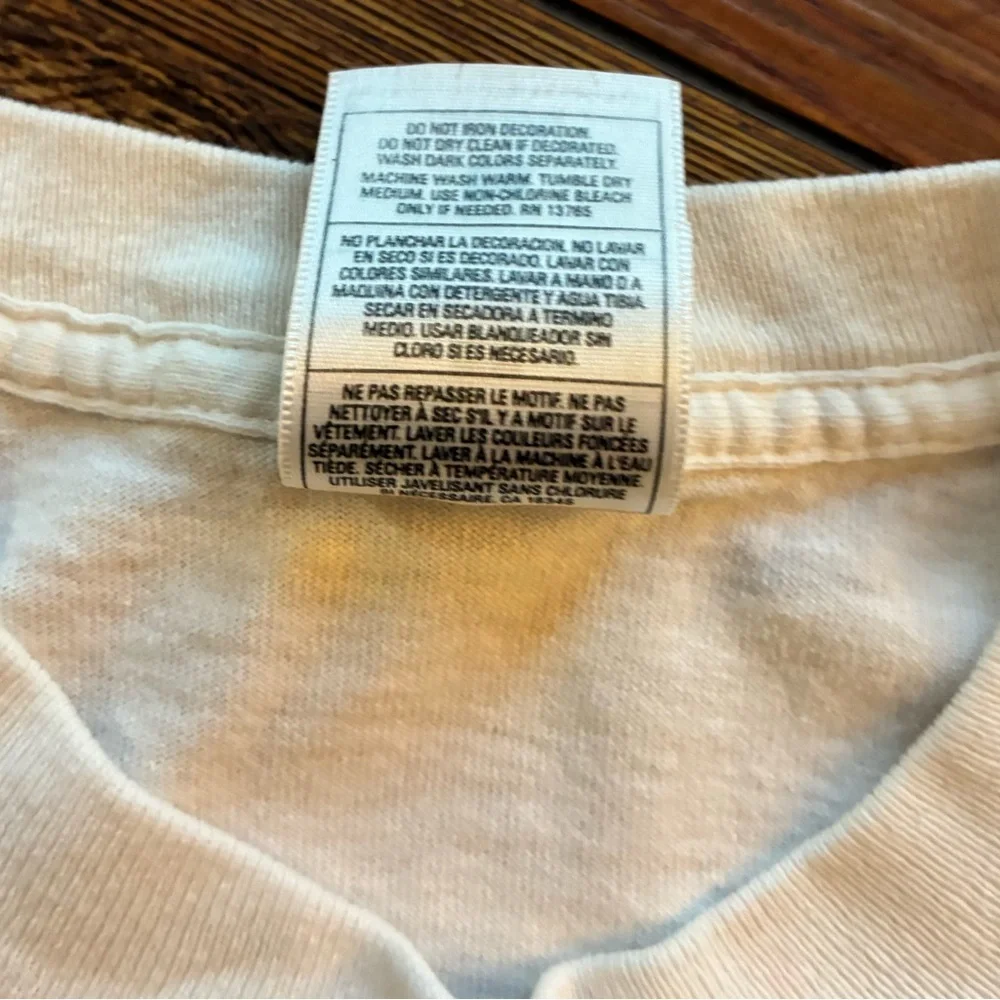 DO NOT IRON DECORATION.
DO NOT DRY CLEAN IF DECORATED.
WASH DARK COLORS SEPARATELY.
MACHINE WASH WARM. TUMBLE DRY
MEDIUM. USE NON-CHLORINE BLEACH
ONLY IF NEEDED. RN 13765
NO PLANCHAR LA DECORACION. NO LAVAR
EN SECO SI ES DECORADO. LAVAR CON
COLORES SIMILARES. LAVAR A MANO O A
MAQUINA CON DETERGENTE Y AGUA TIBIA.
SECAR EN SECADORA A TERMINO
MEDIO. USAR BLANQUEADOR SIN
CLORO SI ES NECESARIO.
NE PAS REPASSER LE MOTIF. NE PAS
NETTOYER À SEC S'IL Y A MOTIF SUR LE
VÊTEMENT. LAVER LES COULEURS FONCÉES
SÉPARÉMENT. LAVER À LA MACHINE À L'EAU
TIÈDE. SÉCHER À TEMPÉRATURE MOYENNE.
UTILISER JAVELISANT SANS CHLORURE
SI NÉCESSAIRE. CA 18345